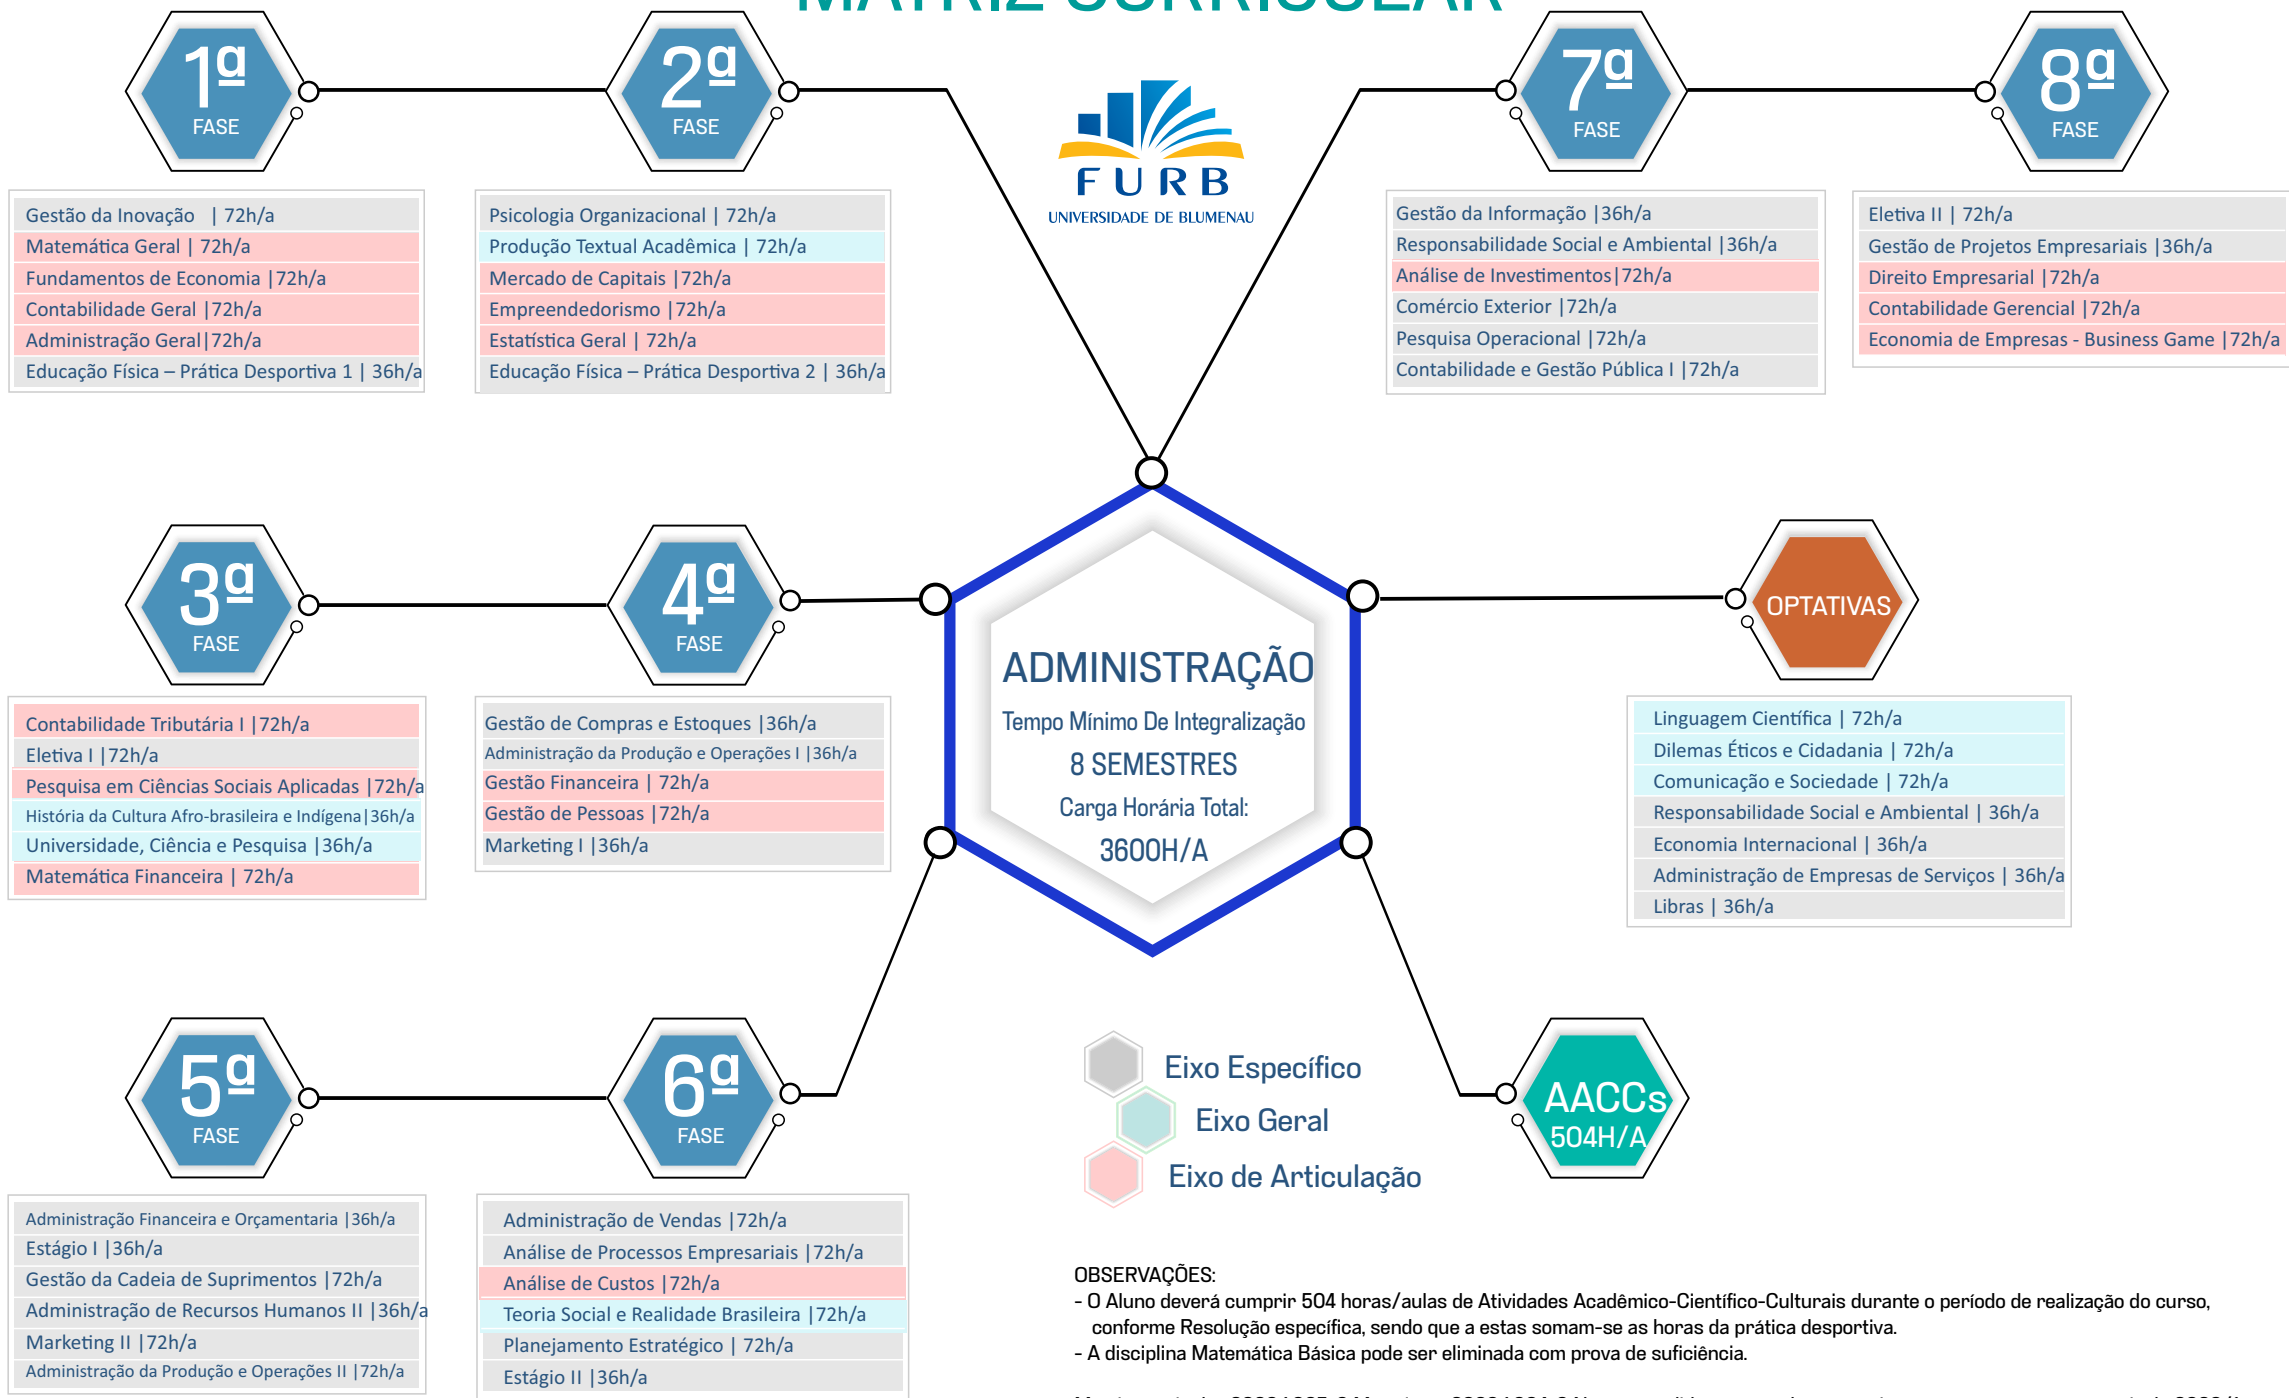 MATRIZ CURRICULAR
1ª
FASE
Gestão da Inovação | 72h/a
Matemática Geral | 72h/a
Fundamentos de Economia |72h/a
Contabilidade Geral |72h/a
Administração Geral|72h/a
Educação Física – Prática Desportiva 1 | 36h/a
2ª
FASE
Psicologia Organizacional | 72h/a
Produção Textual Acadêmica | 72h/a
Mercado de Capitais |72h/a
Empreendedorismo |72h/a
Estatística Geral | 72h/a
Educação Física – Prática Desportiva 2 | 36h/a
FURB
UNIVERSIDADE DE BLUMENAU
7ª
FASE
Gestão da Informação |36h/a
Responsabilidade Social e Ambiental |36h/a
Análise de Investimentos|72h/a
Comércio Exterior |72h/a
Pesquisa Operacional |72h/a
Contabilidade e Gestão Pública I |72h/a
8ª
FASE
Eletiva II | 72h/a
Gestão de Projetos Empresariais |36h/a
Direito Empresarial |72h/a
Contabilidade Gerencial |72h/a
Economia de Empresas - Business Game |72h/a
3ª
FASE
Contabilidade Tributária I |72h/a
Eletiva I |72h/a
Pesquisa em Ciências Sociais Aplicadas |72h/a
História da Cultura Afro-brasileira e Indígena|36h/a
Universidade, Ciência e Pesquisa |36h/a
Matemática Financeira | 72h/a
4ª
FASE
Gestão de Compras e Estoques |36h/a
Administração da Produção e Operações I |36h/a
Gestão Financeira | 72h/a
Gestão de Pessoas |72h/a
Marketing I |36h/a
ADMINISTRAÇÃO
Tempo Mínimo De Integralização
8 SEMESTRES
Carga Horária Total:
3600H/A
OPTATIVAS
Linguagem Científica | 72h/a
Dilemas Éticos e Cidadania | 72h/a
Comunicação e Sociedade | 72h/a
Responsabilidade Social e Ambiental | 36h/a
Economia Internacional | 36h/a
Administração de Empresas de Serviços | 36h/a
Libras | 36h/a
5ª
FASE
Administração Financeira e Orçamentaria |36h/a
Estágio I |36h/a
Gestão da Cadeia de Suprimentos |72h/a
Administração de Recursos Humanos II |36h/a
Marketing II |72h/a
Administração da Produção e Operações II |72h/a
6ª
FASE
Administração de Vendas |72h/a
Análise de Processos Empresariais |72h/a
Análise de Custos |72h/a
Teoria Social e Realidade Brasileira |72h/a
Planejamento Estratégico | 72h/a
Estágio II |36h/a
Eixo Específico
Eixo Geral
Eixo de Articulação
AACCs
504H/A
OBSERVAÇÕES:
- O Aluno deverá cumprir 504 horas/aulas de Atividades Acadêmico-Científico-Culturais durante o período de realização do curso,
conforme Resolução específica, sendo que a estas somam-se as horas da prática desportiva.
- A disciplina Matemática Básica pode ser eliminada com prova de suficiência.